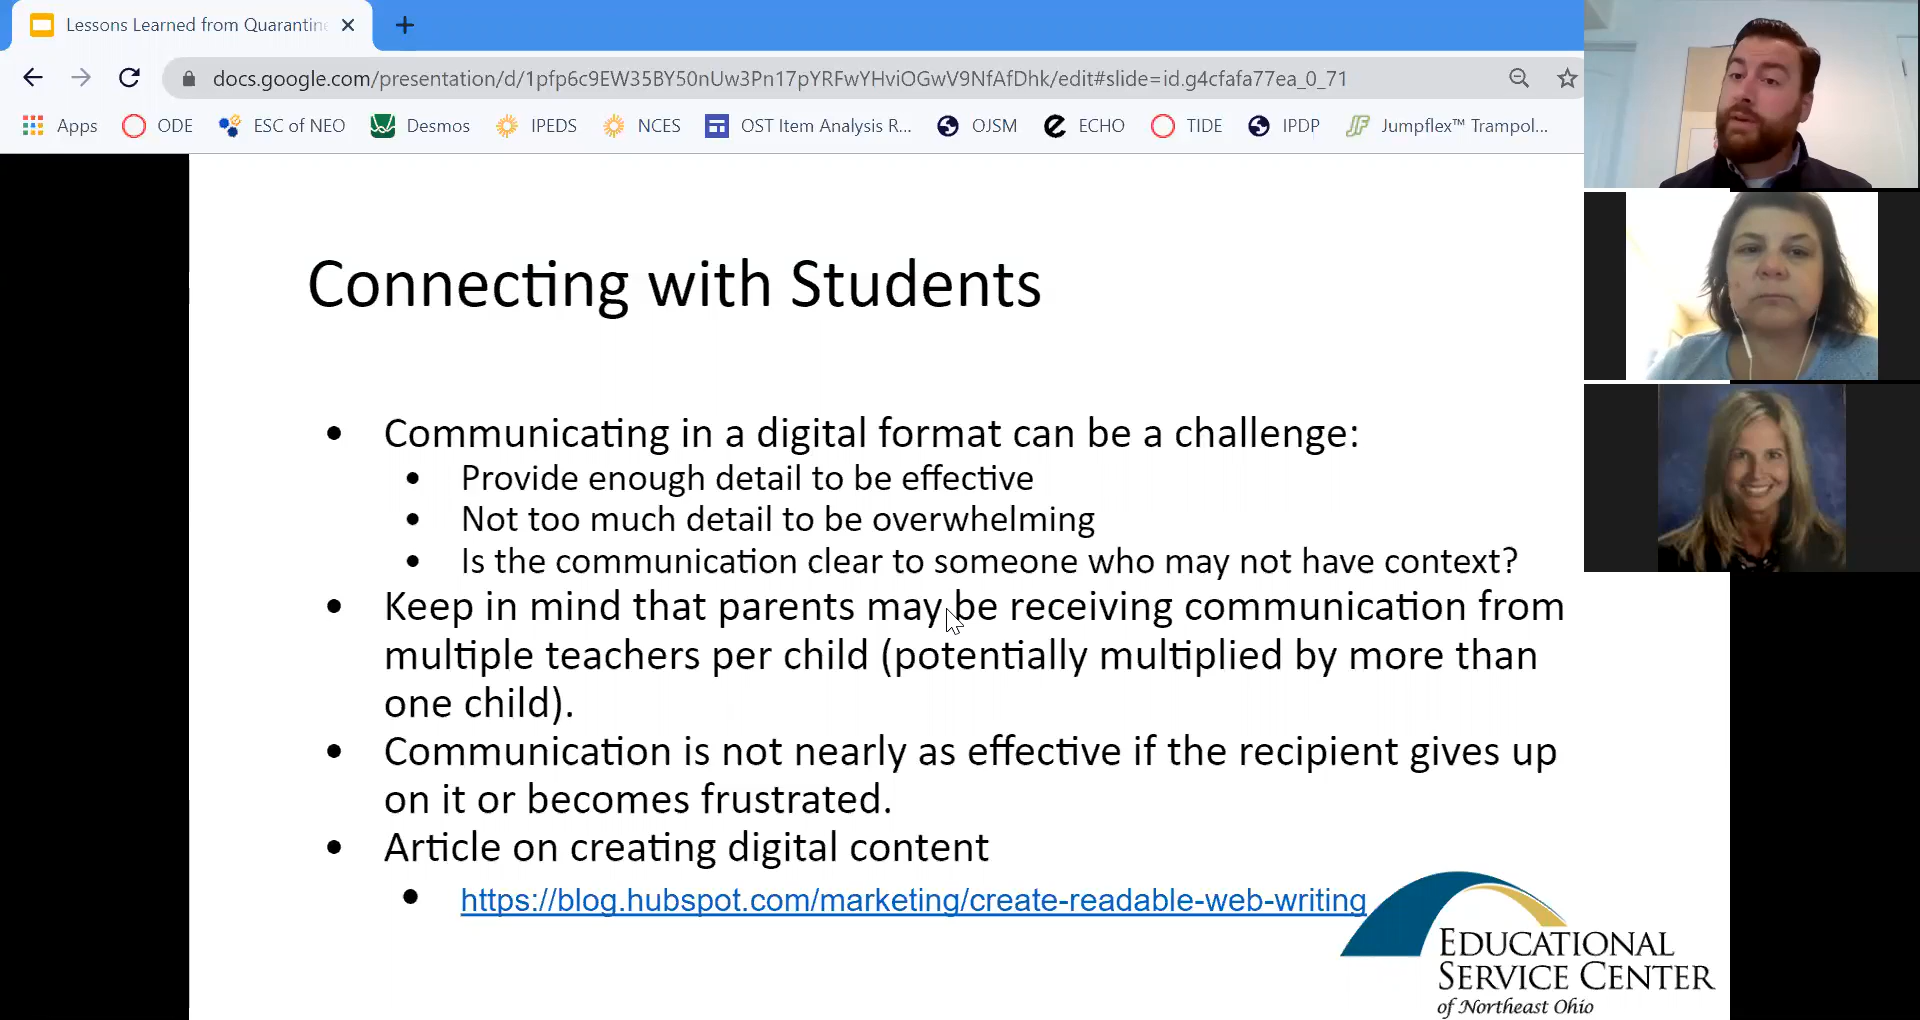 Lessons Learned from Quarantine
docs.google.com/presentation/d/1pfp6c9EW35BY50nUw3Pn17pYRFwYHviOGwV9NfAfDhk/edit#slide=id.g4cfafa77ea_0_71
Apps ODE ESC of NEO Desmos IPEDS NCES OST Item Analysis R... OJSM ECHO TIDE IPDP Jumpflex™ Trampol...
Connecting with Students
• Communicating in a digital format can be a challenge:
• Provide enough detail to be effective
• Not too much detail to be overwhelming
• Is the communication clear to someone who may not have context?
• Keep in mind that parents may be receiving communication from
multiple teachers per child (potentially multiplied by more than
one child).
• Communication is not nearly as effective if the recipient gives up
on it or becomes frustrated.
• Article on creating digital content
• https://blog.hubspot.com/marketing/create-readable-web-writing
EDUCATIONAL
SERVICE CENTER
of Northeast Ohio